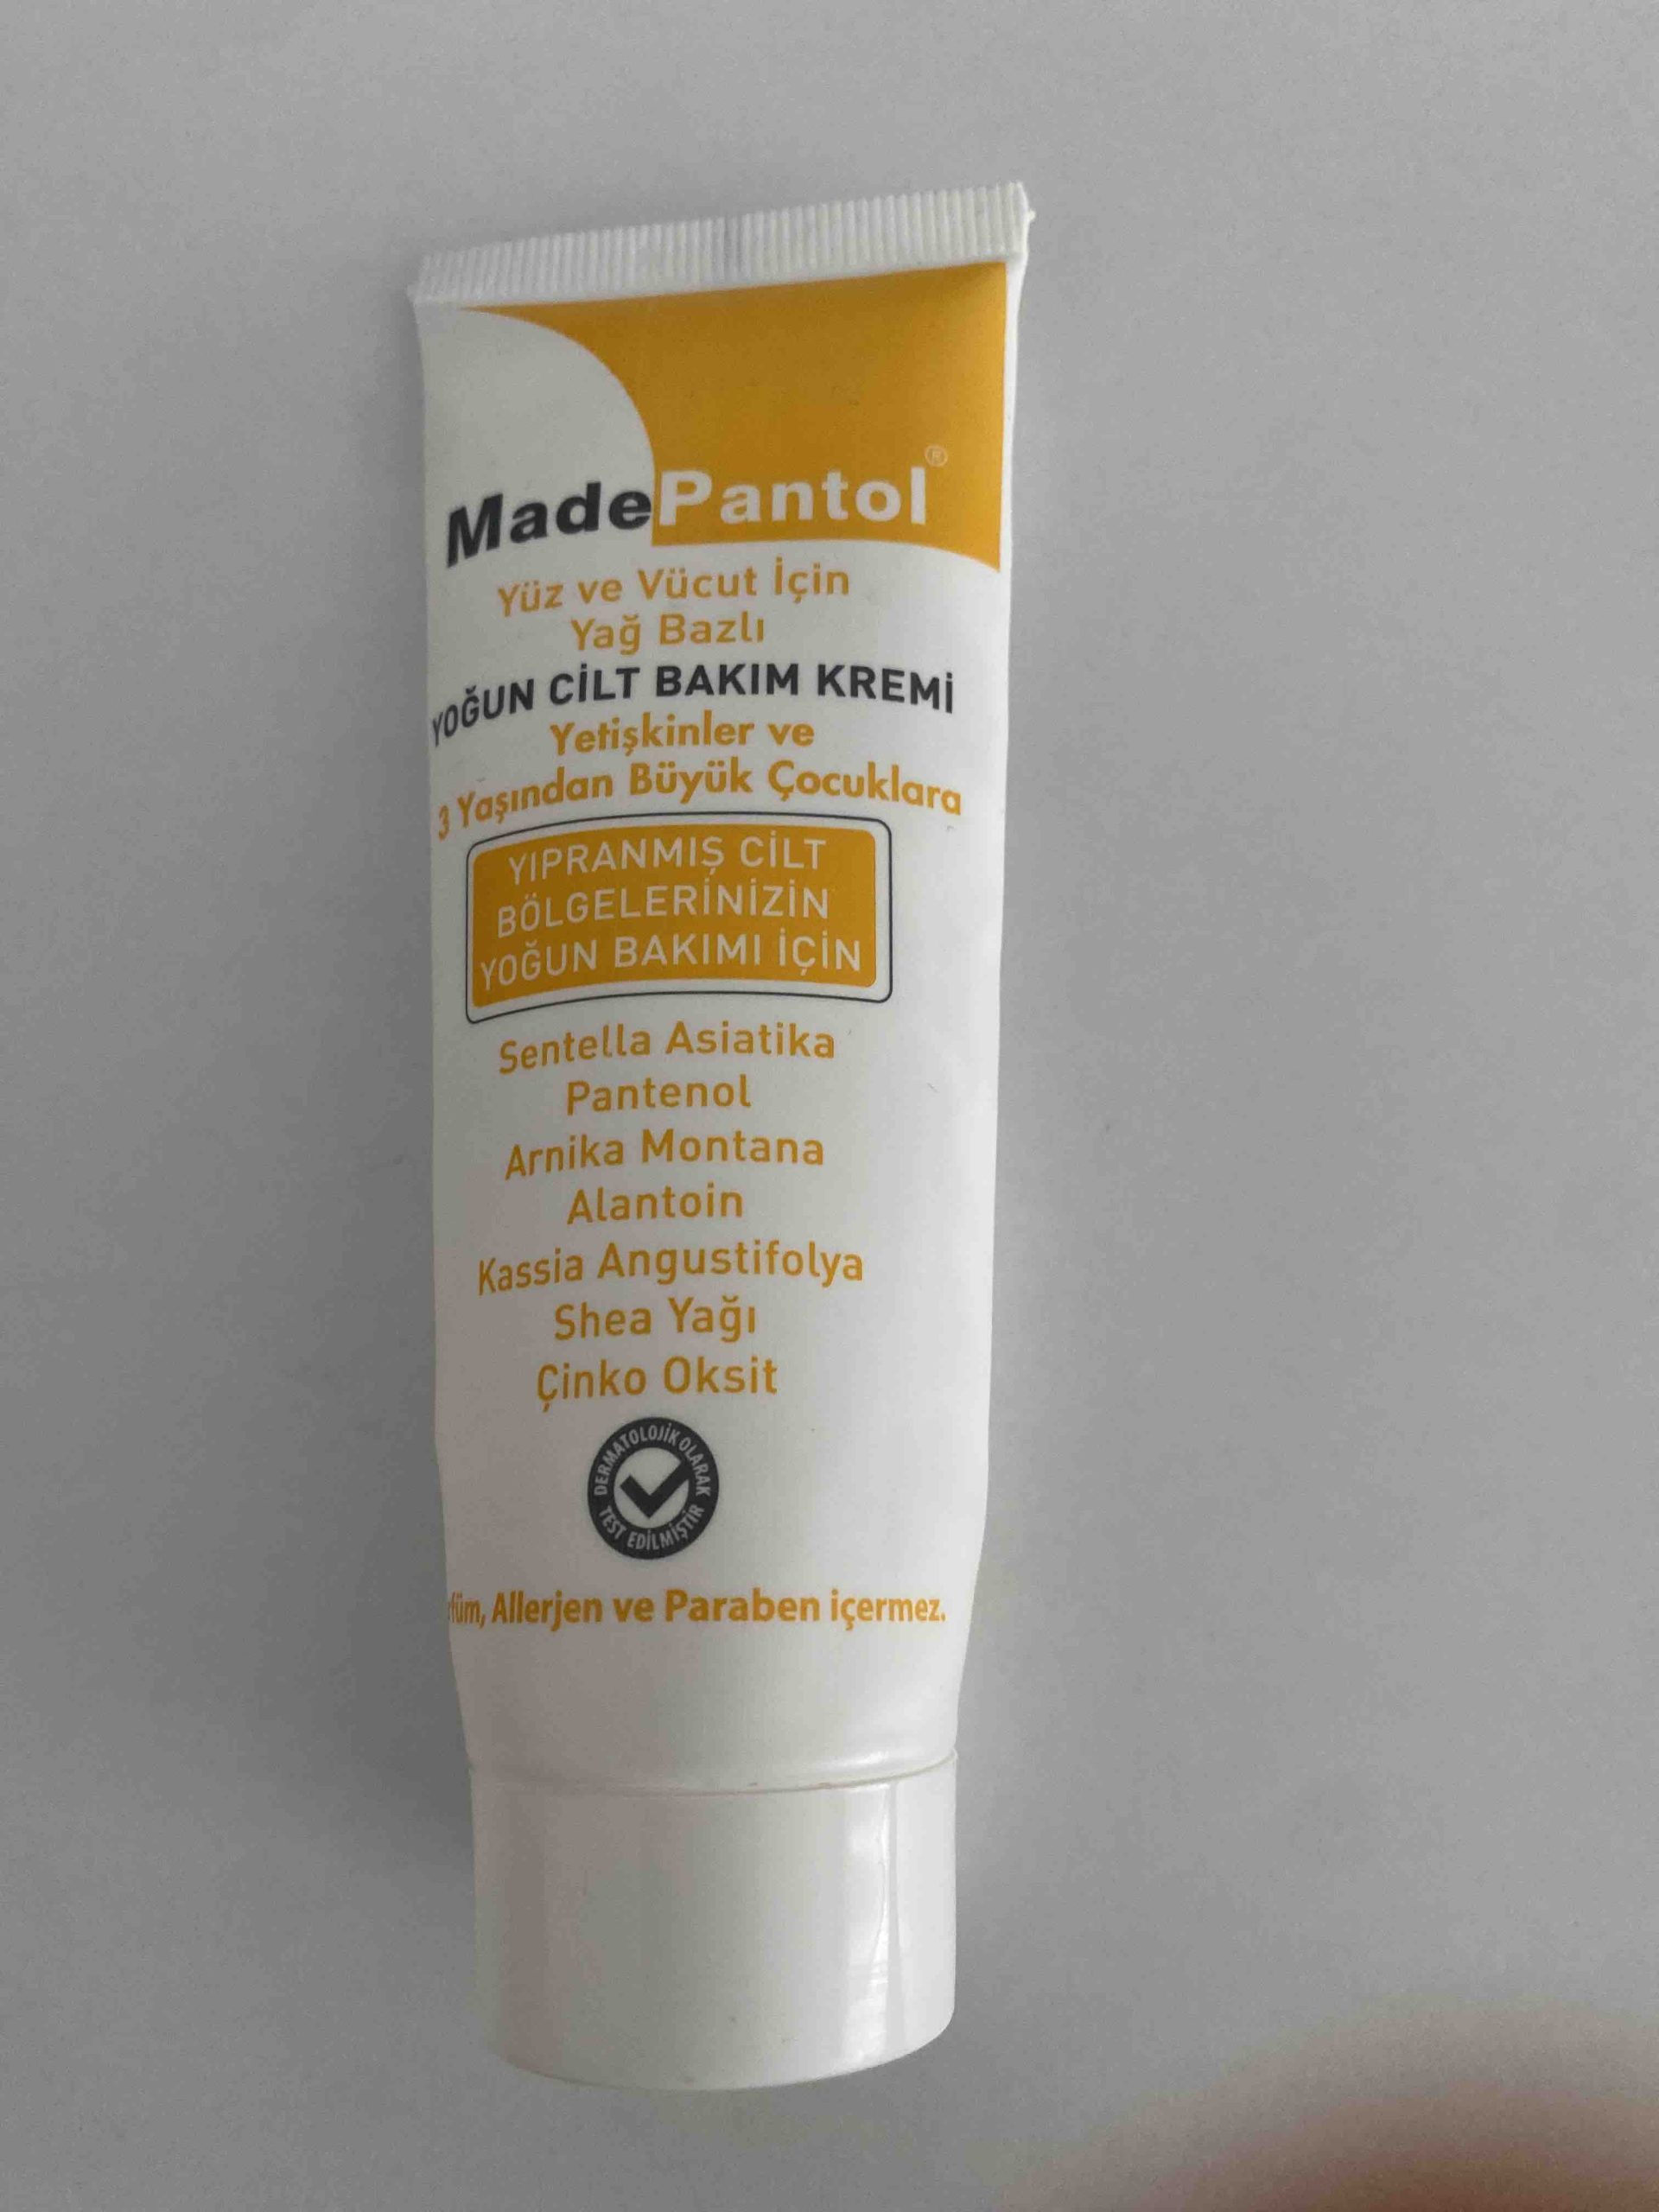 MadePantol®
Yüz ve Vücut İçin
Yağ Bazlı
YOĞUN CİLT BAKIM KREMİ
Yetişkinler ve
3 Yaşından Büyük Çocuklara
YIPRANMIŞ CİLT
BÖLGELERİNİZİN
YOĞUN BAKIMI İÇİN
Sentella Asiatika
Pantenol
Arnika Montana
Alantoin
Kassia Angustifolya
Shea Yağı
Çinko Oksit
DERMATOLOJİK OLARAK
TEST EDİLMİŞTİR
Allerjen ve Paraben içermez.